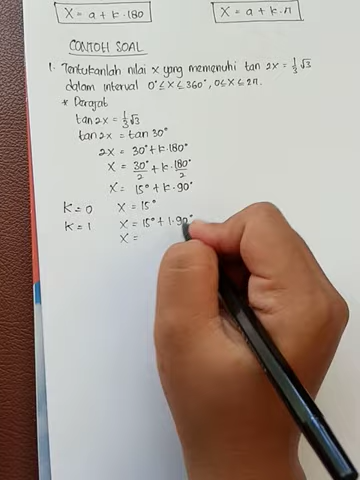 X = a + k.180
X = a + k.π
CONTOH SOAL
1. Tentukanlah nilai x yang memenuhi tan 2x = 1/3 √3
dalam interval 0° ≤ x ≤ 360°, 0 ≤ x ≤ 2π.
* Derajat
tan 2x = 1/3 √3
tan 2x = tan 30°
2x = 30° + k.180°
x = 30°/2 + k.180°/2
x = 15° + k.90°
k = 0 x = 15°
k = 1 x = 15° + 1.90°
x =